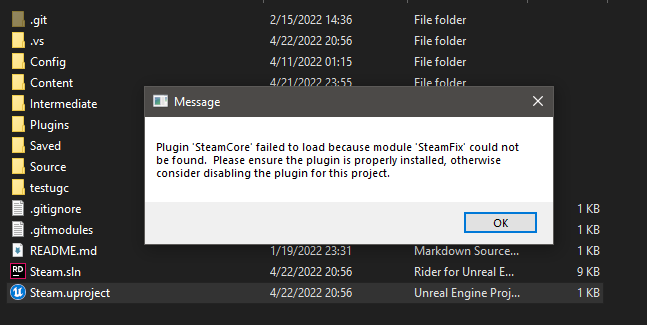 .git 2/15/2022 14:36 File folder
.vs 4/22/2022 20:56 File folder
Config 4/11/2022 01:15 File folder
Content 4/21/2022 23:55 File folder
Intermediate
Message
Plugins
Plugin 'SteamCore' failed to load because module 'SteamFix' could not
be found. Please ensure the plugin is properly installed, otherwise
consider disabling the plugin for this project.
Saved
Source
testugc
.gitignore 1 KB
.gitmodules 1 KB
OK
README.md 1/19/2022 23:31 Markdown Source... 1 KB
Steam.sln 4/22/2022 20:56 Rider for Unreal E... 9 KB
Steam.uproject 4/22/2022 20:56 Unreal Engine Proj... 1 KB